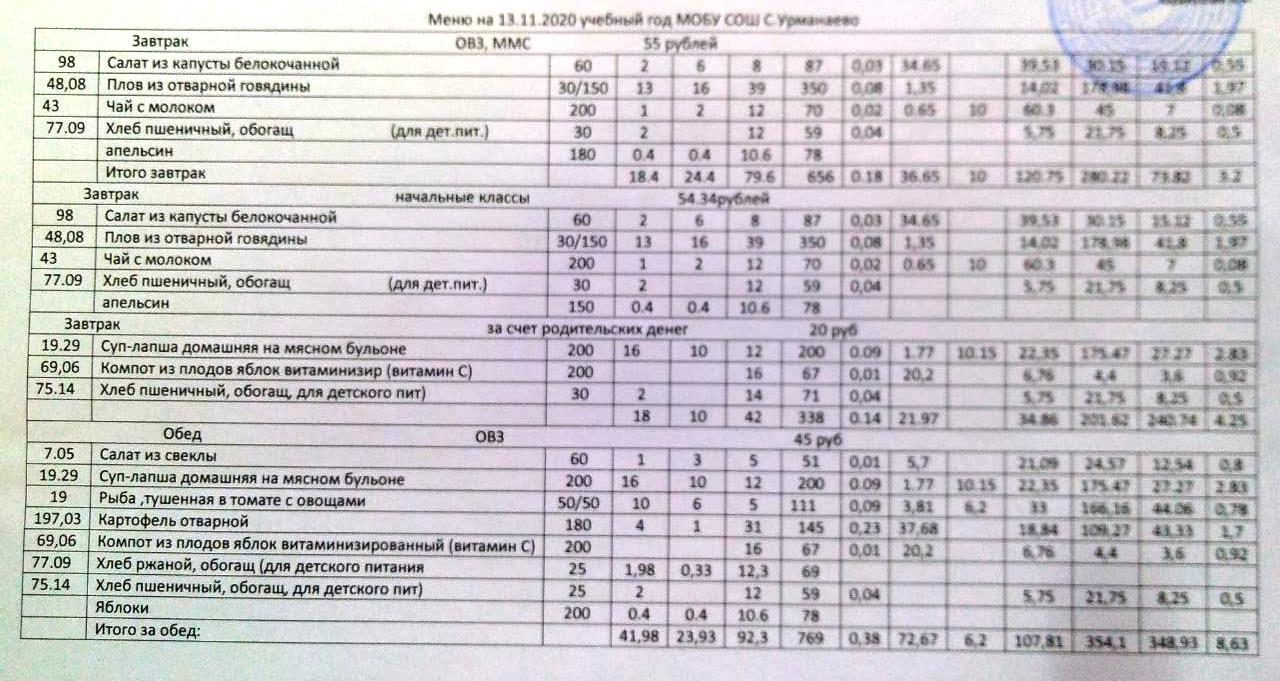 Меню на 13.11.2020 учебный год МОБУ СОШ С.Урманаево
Завтрак ОВЗ, ММС 55 рублей
98 Салат из капусты белокочанной 60 2 6 8 87 0,03 34.65 39,53 30.15 15.12 0,55
48,08 Плов из отварной говядины 30/150 13 16 39 350 0,08 1,35 14,02 41,8 1,97
43 Чай с молоком 200 1 2 12 70 0,02 0.65 10 60.3 45 7 0,08
77.09 Хлеб пшеничный, обогащ (для дет.пит.) 30 2 12 59 0,04 5,75 21,75 8,25 0,5
апельсин 180 0.4 0.4 10.6 78
Итого завтрак 18.4 24.4 79.6 656 0.18 36.65 10 120.75 280.22 73.82 3.2
Завтрак начальные классы 54.34рублей
98 Салат из капусты белокочанной 60 2 6 8 87 0,03 34.65 39,53 30.15 15.12 0,55
48,08 Плов из отварной говядины 30/150 13 16 39 350 0,08 1,35 14,02 41,8 1,97
43 Чай с молоком 200 1 2 12 70 0,02 0.65 10 60.3 45 7 0,08
77.09 Хлеб пшеничный, обогащ (для дет.пит.) 30 2 12 59 0,04 5,75 21,75 8,25 0,5
апельсин 150 0.4 0.4 10.6 78
Завтрак за счет родительских денег 20 руб
19.29 Суп-лапша домашняя на мясном бульоне 200 16 10 12 200 0.09 1.77 10.15 22,35 175.47 27.27 2.83
69,06 Компот из плодов яблок витаминизир (витамин С) 200 16 67 0,01 20,2 6,76 4,4 3,6 0,92
75.14 Хлеб пшеничный, обогащ, для детского пит) 30 2 14 71 0,04 5,75 21,75 8,25 0,5
18 10 42 338 0.14 21.97 34.86 201.62 240.74 4.25
Обед ОВЗ 45 руб
7.05 Салат из свеклы 60 1 3 5 51 0,01 5,7 21,09 24,57 12,54 0,8
19.29 Суп-лапша домашняя на мясном бульоне 200 16 10 12 200 0.09 1.77 10.15 22,35 175.47 27.27 2.83
19 Рыба ,тушенная в томате с овощами 50/50 10 6 5 111 0,09 3,81 6,2 33 166,16 44,06 0,78
197,03 Картофель отварной 180 4 1 31 145 0,23 37,68 18,84 109,27 43,33 1,7
69,06 Компот из плодов яблок витаминизированный (витамин С) 200 16 67 0,01 20,2 6,76 4,4 3,6 0,92
77.09 Хлеб ржаной, обогащ (для детского питания 25 1,98 0,33 12,3 69
75.14 Хлеб пшеничный, обогащ, для детского пит) 25 2 12 59 0,04 5,75 21,75 8,25 0,5
Яблоки 200 0.4 0.4 10.6 78
Итого за обед: 41,98 23,93 92,3 769 0,38 72,67 6,2 107,81 354,1 348,93 8,63